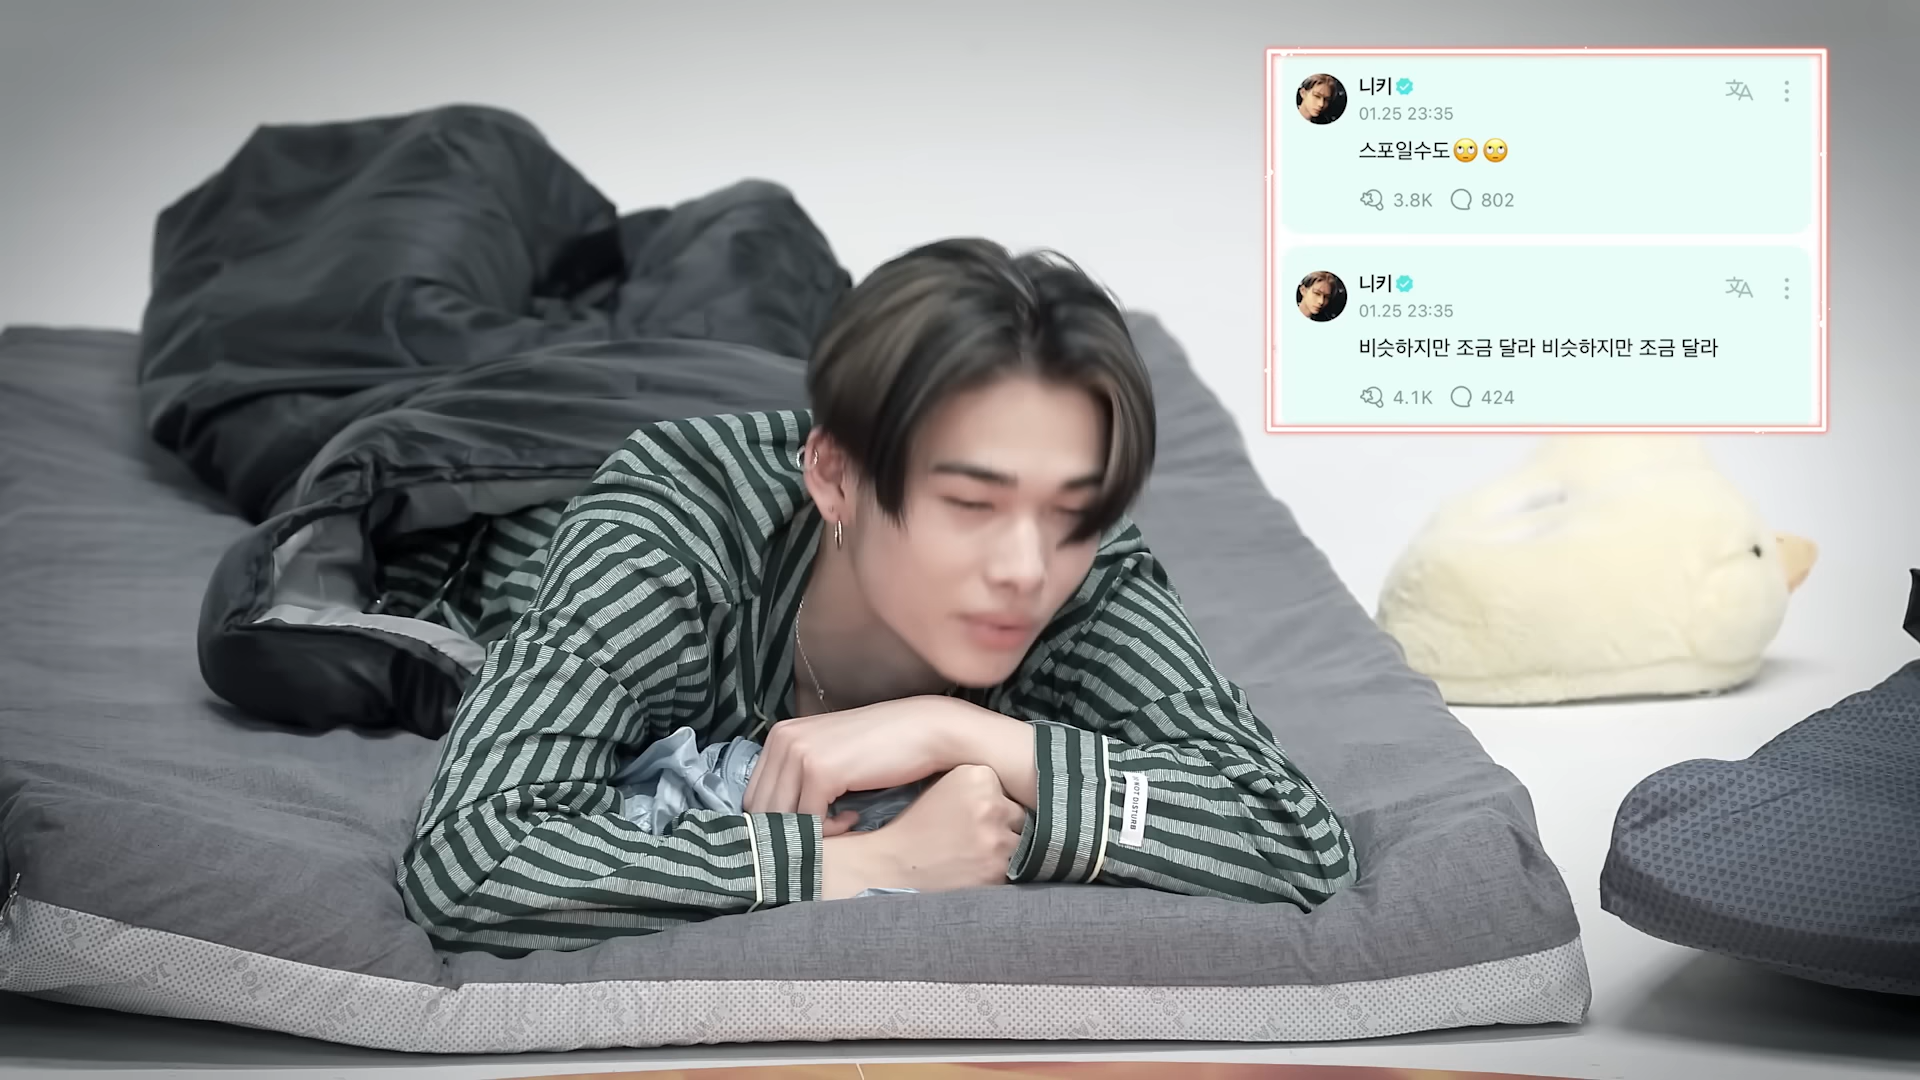 니키
01.25 23:35
스포일수도🙄🙄
3.8K 802
니키
01.25 23:35
비슷하지만 조금 달라 비슷하지만 조금 달라
4.1K 424
NOT DISTURB